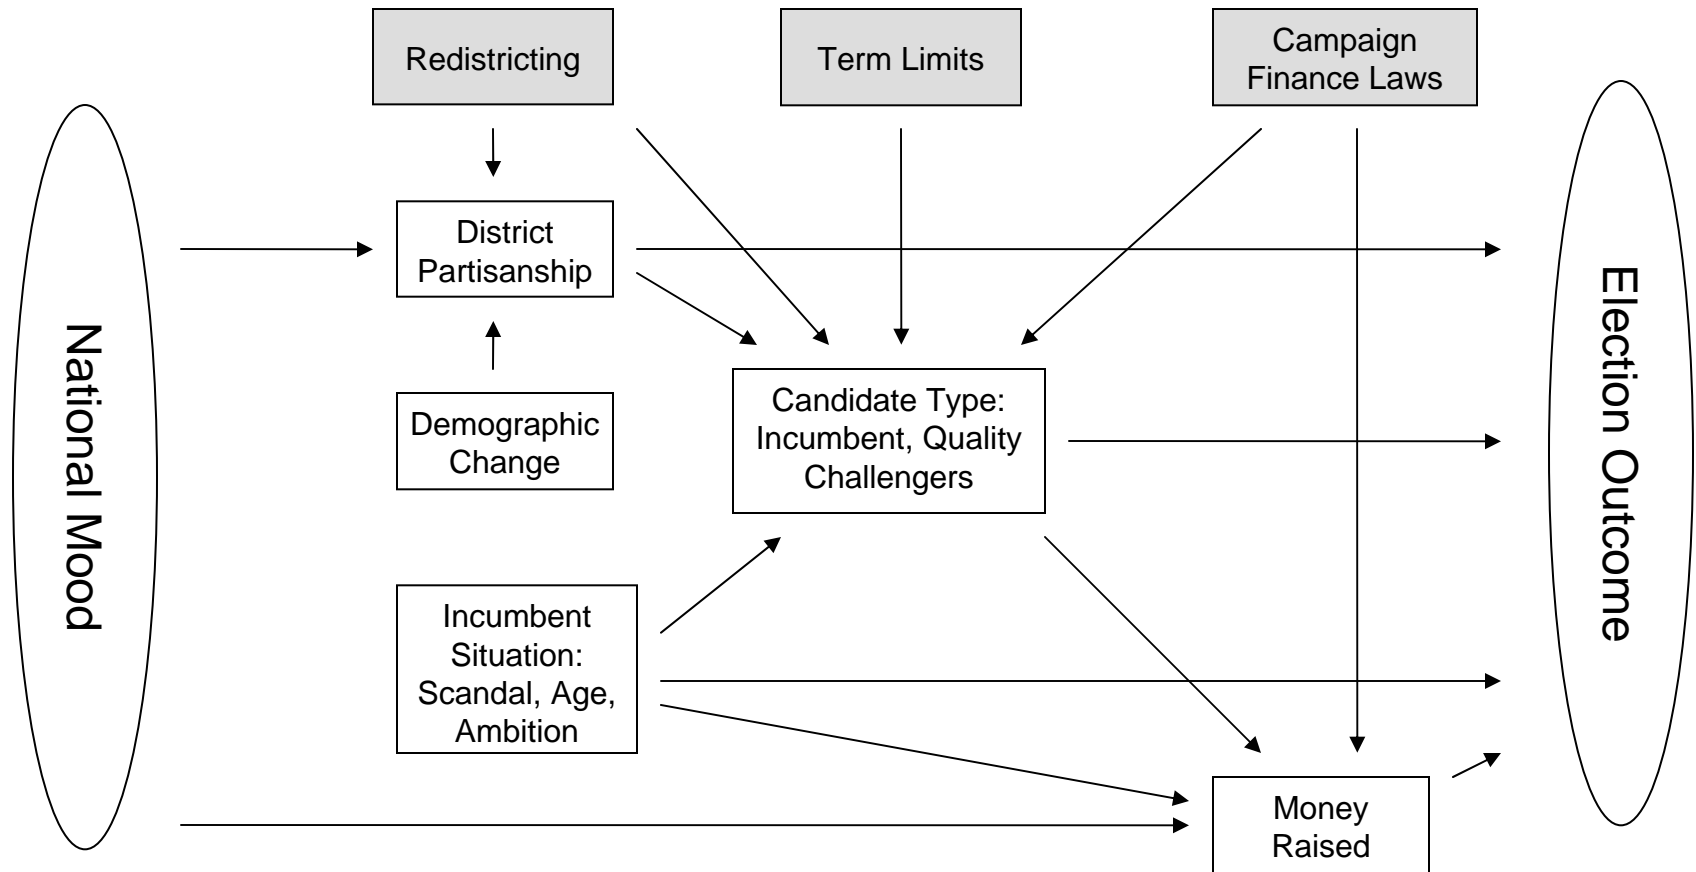 Redistricting
Term Limits
Campaign
Finance Laws
National Mood
District
Partisanship
Demographic
Change
Candidate Type:
Incumbent, Quality
Challengers
Incumbent
Situation:
Scandal, Age,
Ambition
Money
Raised
Election Outcome